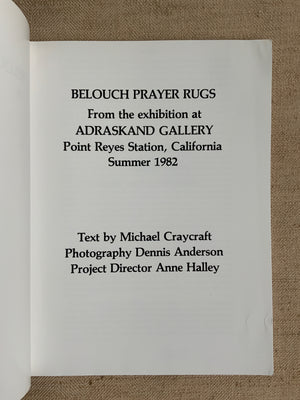 BELOUCH PRAYER RUGS
From the exhibition at
ADRASKAND GALLERY
Point Reyes Station, California
Summer 1982
Text by Michael Craycraft
Photography Dennis Anderson
Project Director Anne Halley